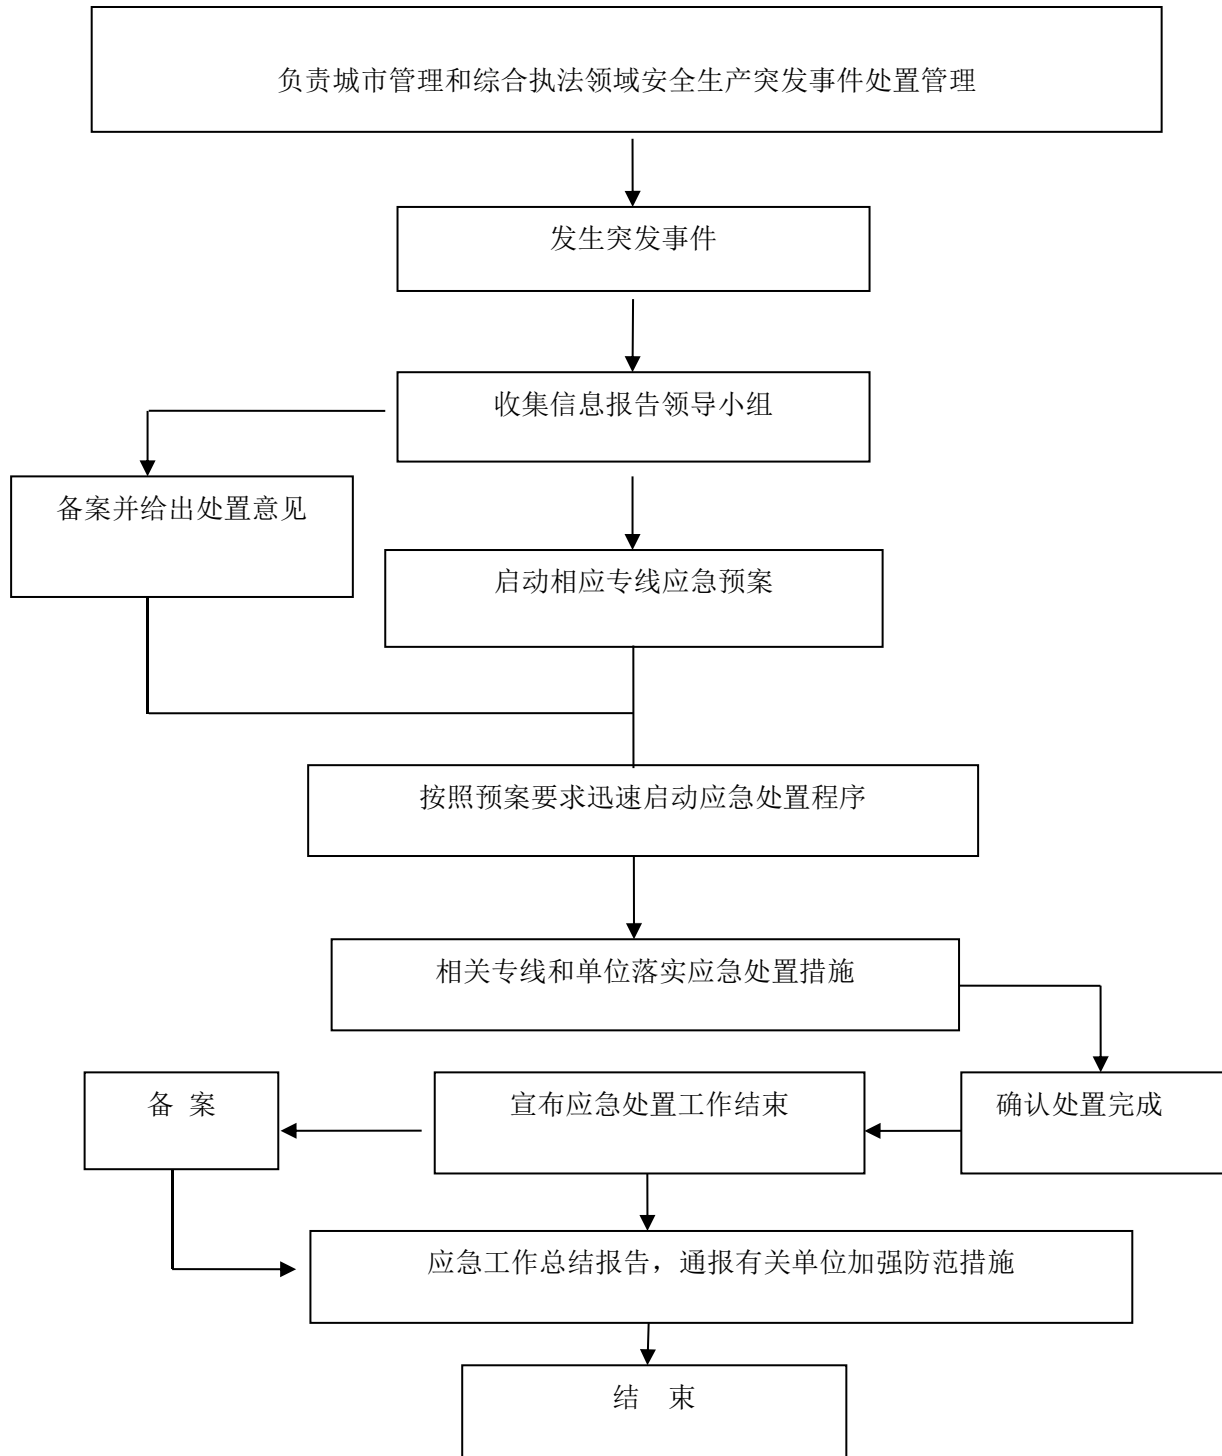 负责城市管理和综合执法领域安全生产突发事件处置管理
发生突发事件
收集信息报告领导小组
备案并给出处置意见
启动相应专线应急预案
按照预案要求迅速启动应急处置程序
相关专线和单位落实应急处置措施
备 案
宣布应急处置工作结束
确认处置完成
应急工作总结报告，通报有关单位加强防范措施
结 束